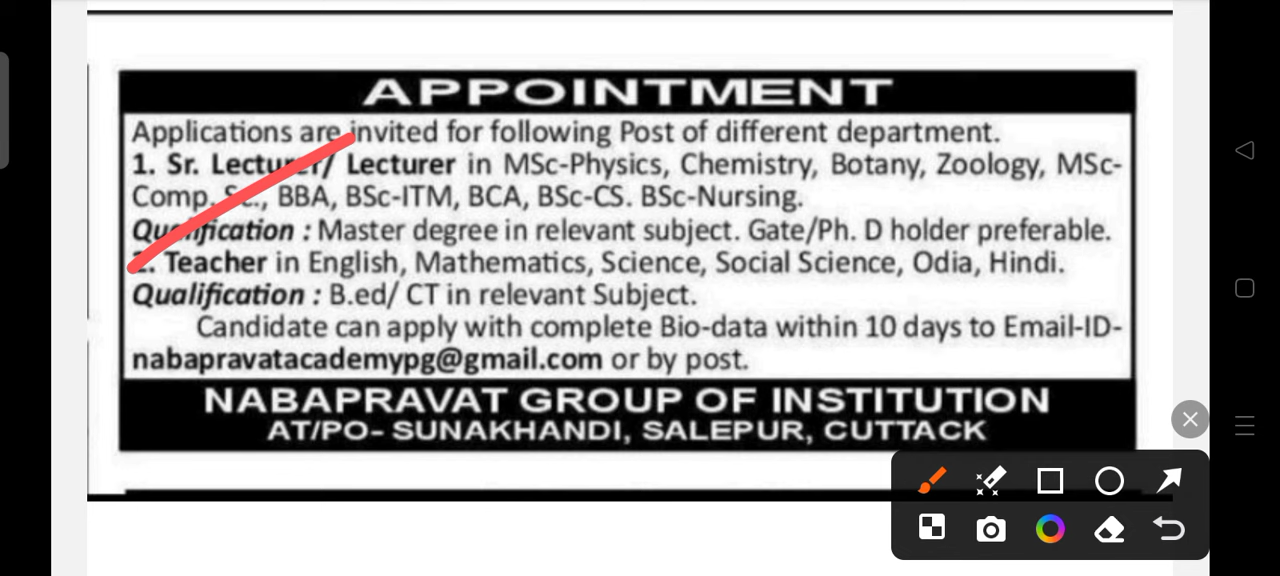 APPOINTMENT
Applications are invited for following Post of different department.
1. Sr. Lecturer/ Lecturer in MSc-Physics, Chemistry, Botany, Zoology, MSc-
Comp. Sc., BBA, BSc-ITM, BCA, BSc-CS. BSc-Nursing.
Qualification : Master degree in relevant subject. Gate/Ph. D holder preferable.
2. Teacher in English, Mathematics, Science, Social Science, Odia, Hindi.
Qualification : B.ed/ CT in relevant Subject.
Candidate can apply with complete Bio-data within 10 days to Email-ID-
nabapravatacademypg@gmail.com or by post.
NABAPRAVAT GROUP OF INSTITUTION
AT/PO- SUNAKHANDI, SALEPUR, CUTTACK